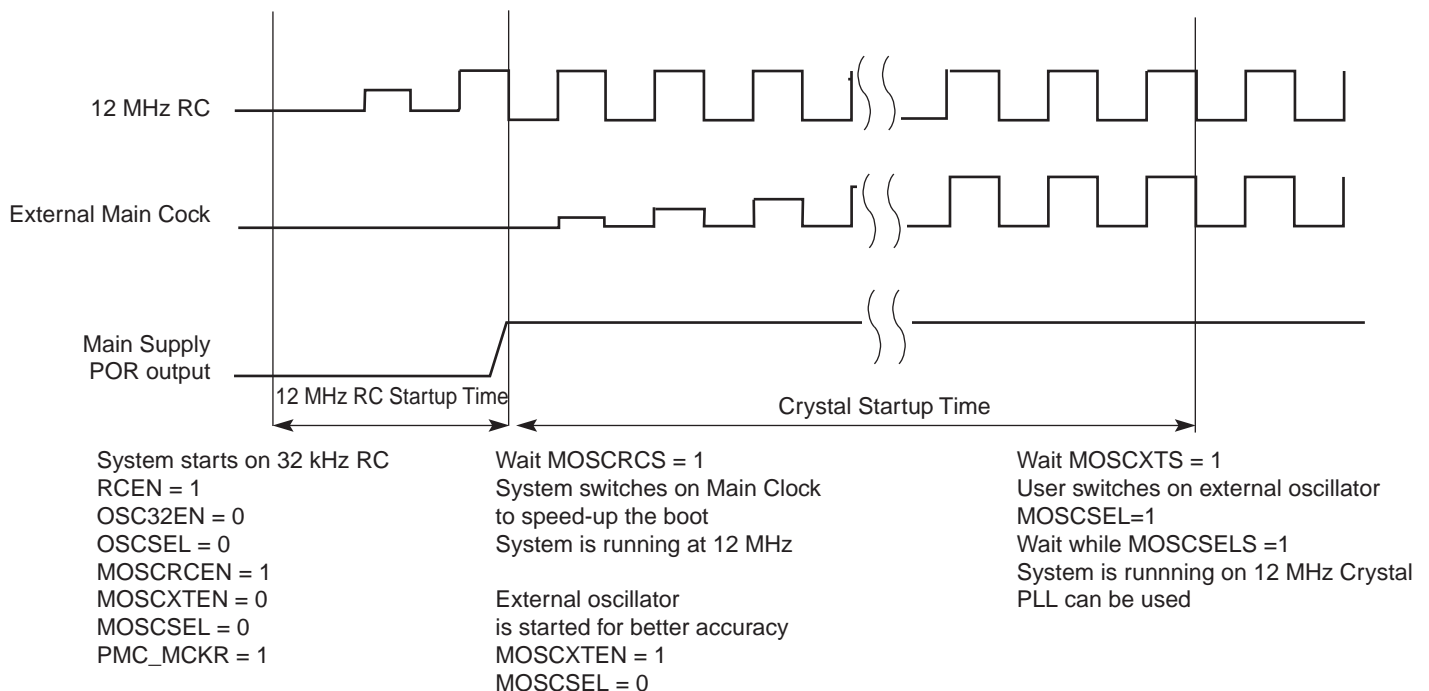 12 MHz RC
External Main Cock
Main Supply
POR output
12 MHz RC Startup Time
Crystal Startup Time
System starts on 32 kHz RC
RCEN = 1
OSC32EN = 0
OSCSEL = 0
MOSCRCEN = 1
MOSCXTEN = 0
MOSCSEL = 0
PMC_MCKR = 1
Wait MOSCRCS = 1
System switches on Main Clock
to speed-up the boot
System is running at 12 MHz
External oscillator
is started for better accuracy
MOSCXTEN = 1
MOSCSEL = 0
Wait MOSCXTS = 1
User switches on external oscillator
MOSCSEL=1
Wait while MOSCSELS =1
System is runnning on 12 MHz Crystal
PLL can be used